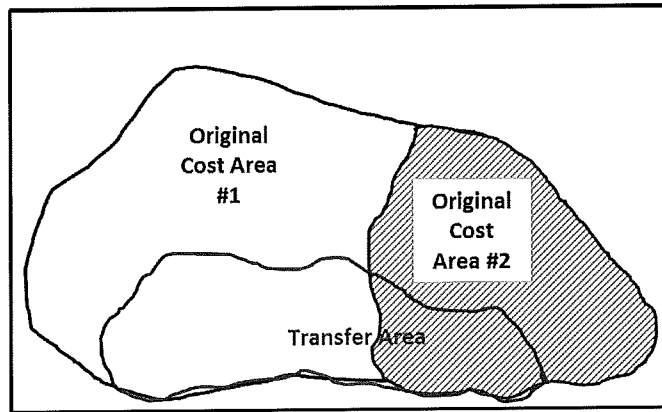 Original
Cost Area
#1
Original
Cost
Area #2
Transfer Area